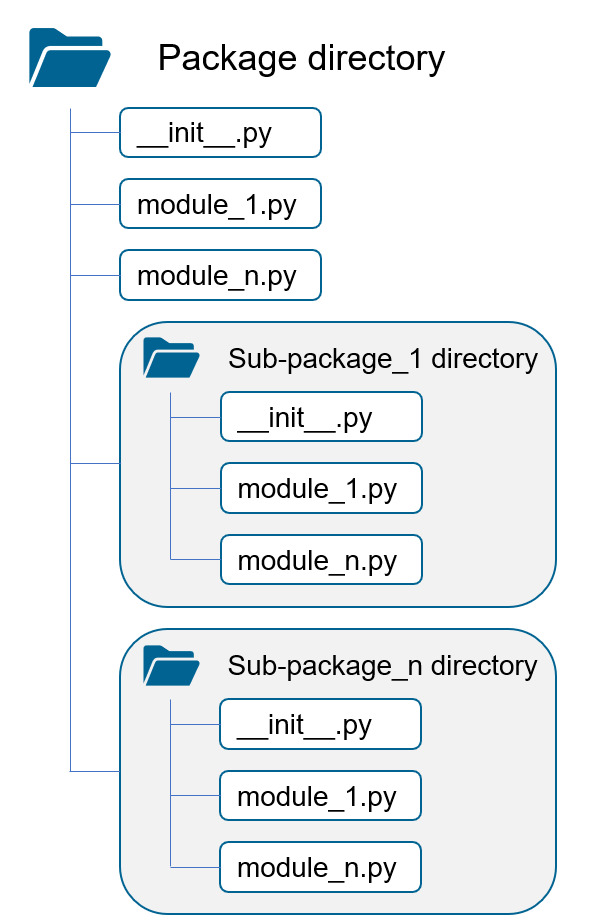 Package directory
__init__.py
module_1.py
module_n.py
Sub-package_1 directory
__init__.py
module_1.py
module_n.py
Sub-package_n directory
__init__.py
module_1.py
module_n.py